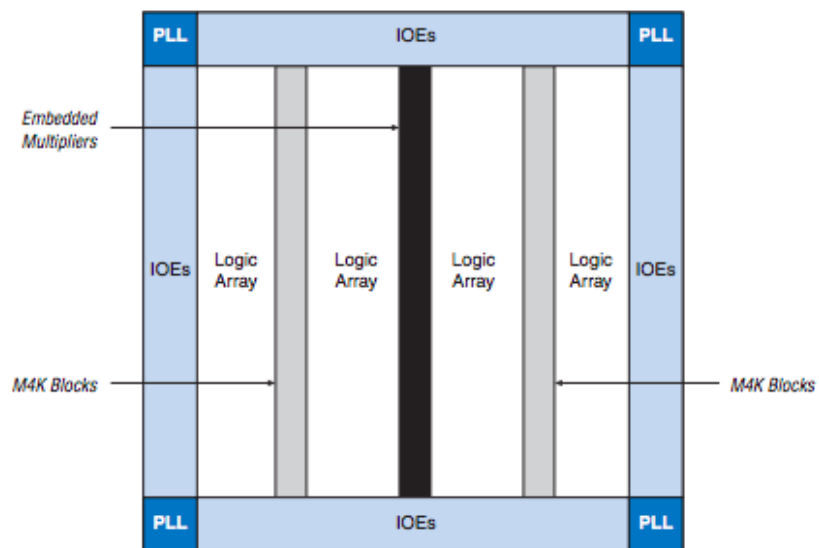 PLL
IOEs
PLL
Embedded
Multipliers
IOEs
Logic
Array
Logic
Array
Logic
Array
Logic
Array
IOEs
M4K Blocks
M4K Blocks
PLL
IOEs
PLL